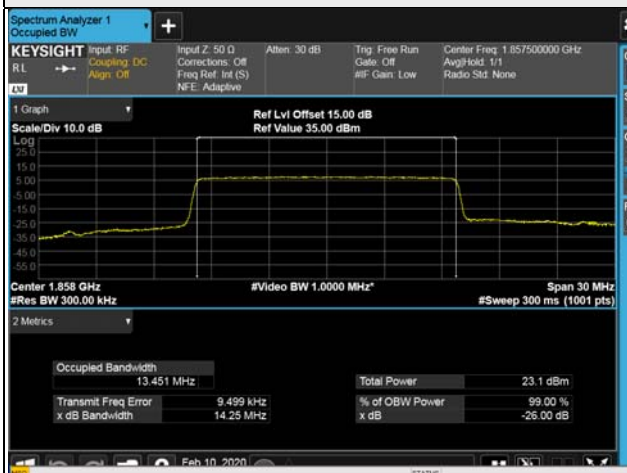 Spectrum Analyzer 1
Occupied BW
+
KEYSIGHT Input: RF Input Z: 50 Ω Atten: 30 dB Trig: Free Run Center Freq: 1.857500000 GHz
RL Coupling: DC Corrections: Off Gate: Off Avg|Hold: 1/1
Align: Off Freq Ref: Int (S) #IF Gain: Low Radio Std: None
LXI NFE: Adaptive
1 Graph
Ref Lvl Offset 15.00 dB
Scale/Div 10.0 dB Ref Value 35.00 dBm
Log
25.0
15.0
5.00
-5.00
-15.0
-25.0
-35.0
-45.0
-55.0
Center 1.858 GHz #Video BW 1.0000 MHz* Span 30 MHz
#Res BW 300.00 kHz #Sweep 300 ms (1001 pts)
2 Metrics
Occupied Bandwidth
13.451 MHz Total Power 23.1 dBm
Transmit Freq Error 9.499 kHz % of OBW Power 99.00 %
x dB Bandwidth 14.25 MHz x dB -26.00 dB
Feb 10, 2020
MSG STATUS